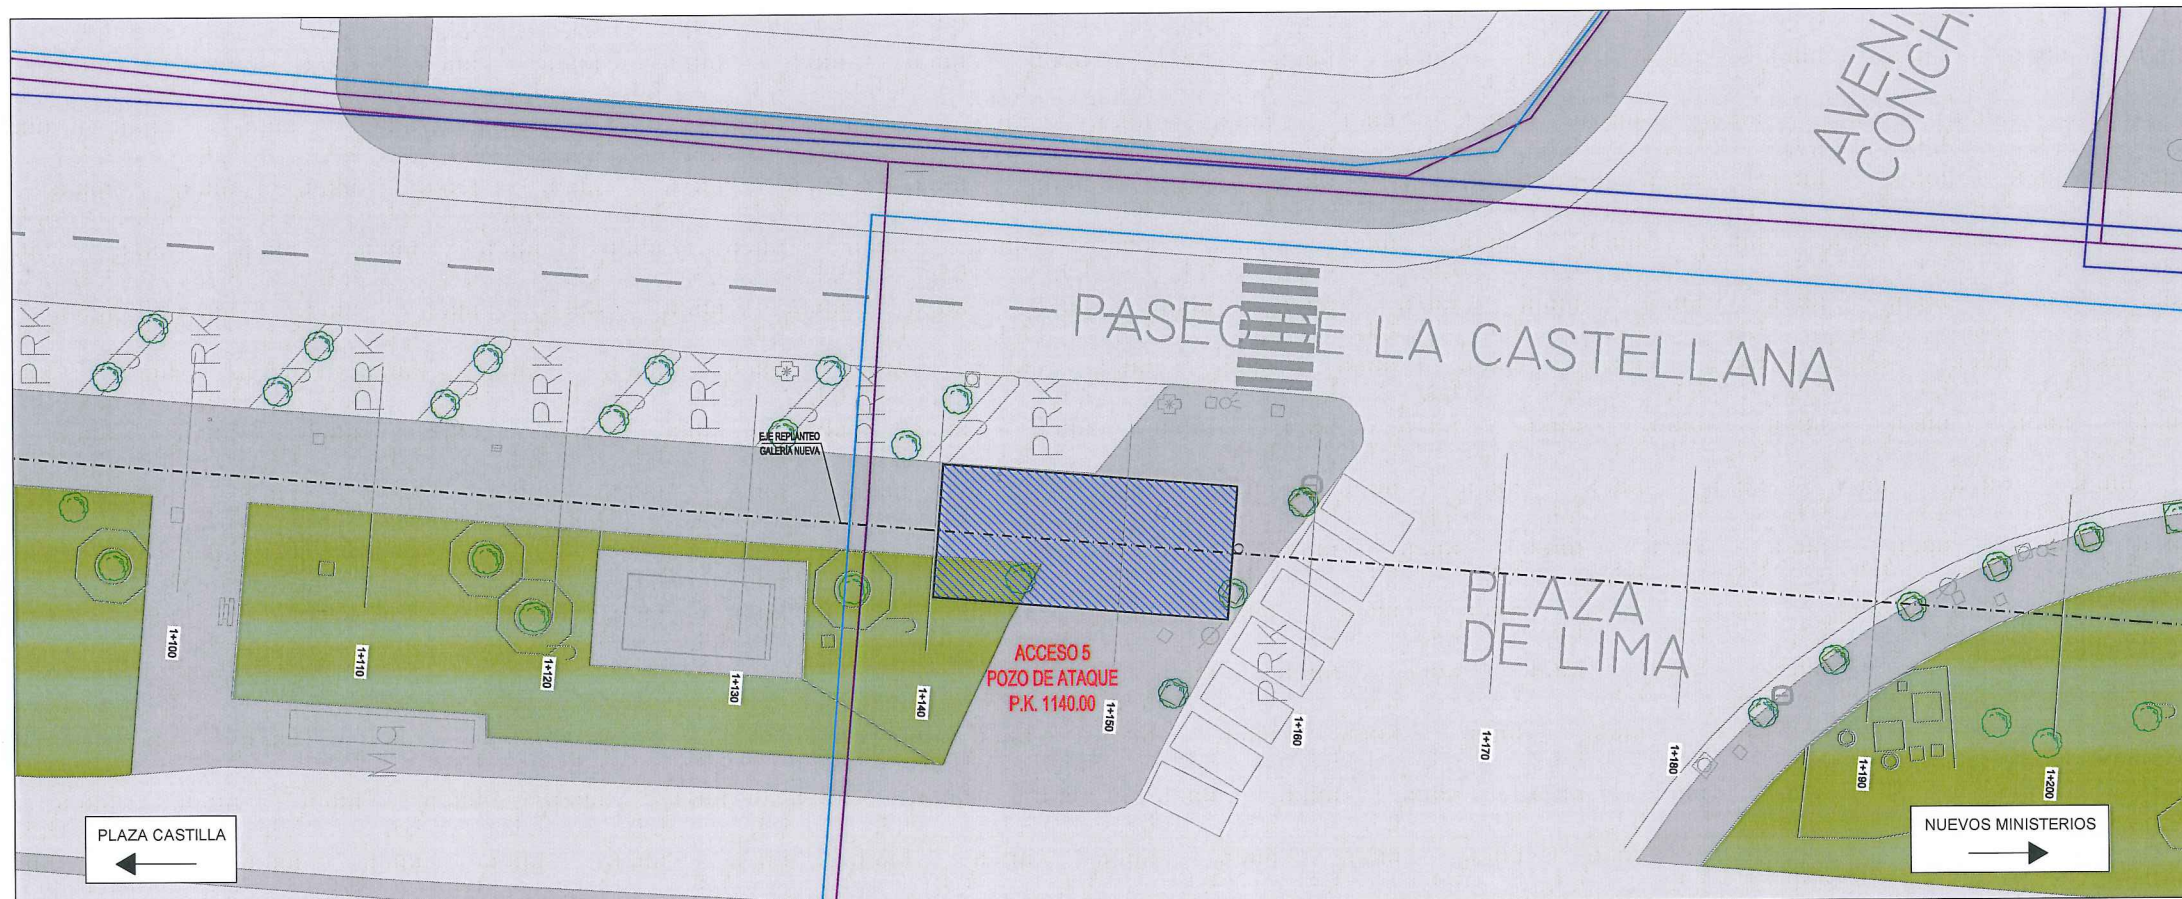 AVENI
CONCHA
PASEO DE LA CASTELLANA
PRK
PRK
PRK
PRK
PRK
PRK
PRK
EJE REPLANTEO
GALERÍA NUEVA
PLAZA
DE LIMA
PRK
ACCESO 5
POZO DE ATAQUE
P.K. 1140.00
1+100
1+110
1+120
1+130
1+140
1+150
1+160
1+170
1+180
1+190
1+200
PLAZA CASTILLA
NUEVOS MINISTERIOS